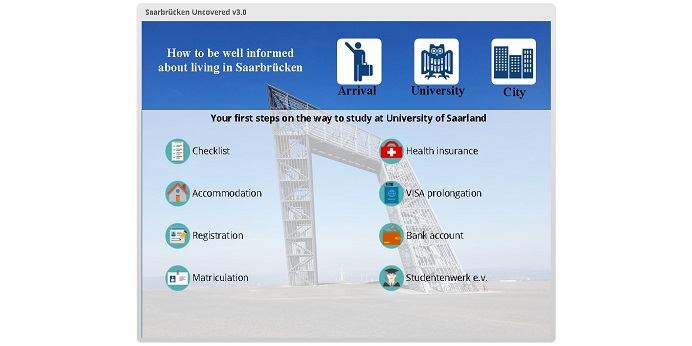 Saarbrücken Uncovered v3.0
How to be well informed
about living in Saarbrücken
Arrival
University
City
Your first steps on the way to study at University of Saarland
Checklist
Health insurance
Accommodation
VISA prolongation
Registration
Bank account
Matriculation
Studentenwerk e.v.